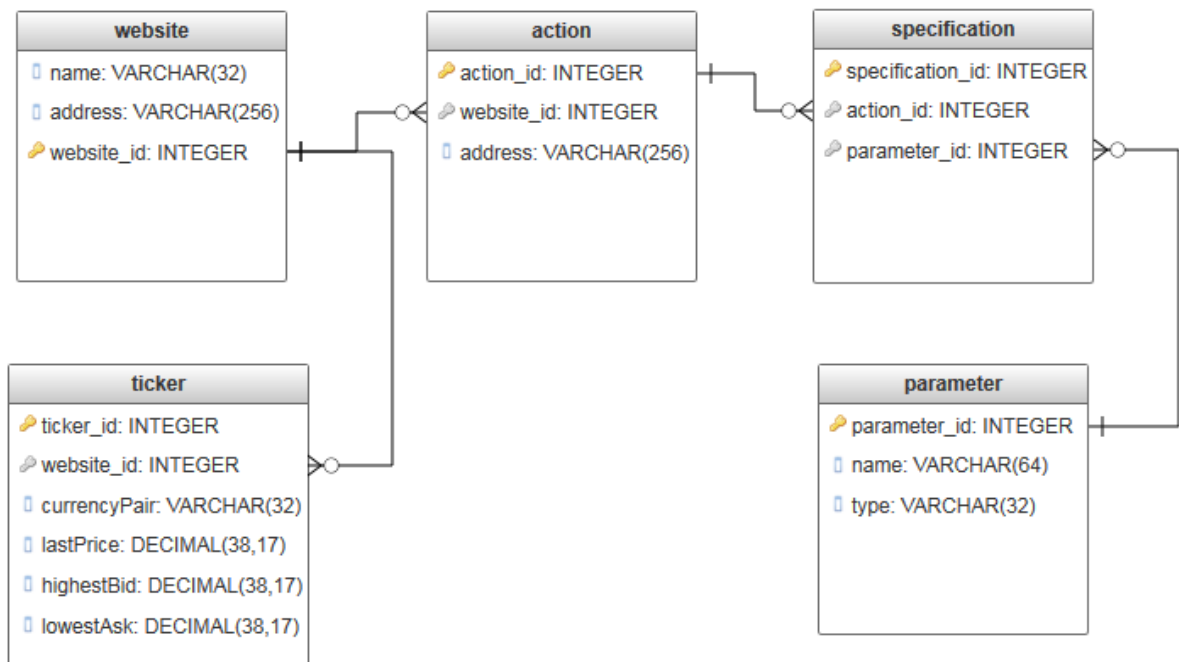 website
name: VARCHAR(32)
address: VARCHAR(256)
website_id: INTEGER
action
action_id: INTEGER
website_id: INTEGER
address: VARCHAR(256)
specification
specification_id: INTEGER
action_id: INTEGER
parameter_id: INTEGER
ticker
ticker_id: INTEGER
website_id: INTEGER
currencyPair: VARCHAR(32)
lastPrice: DECIMAL(38,17)
highestBid: DECIMAL(38,17)
lowestAsk: DECIMAL(38,17)
parameter
parameter_id: INTEGER
name: VARCHAR(64)
type: VARCHAR(32)